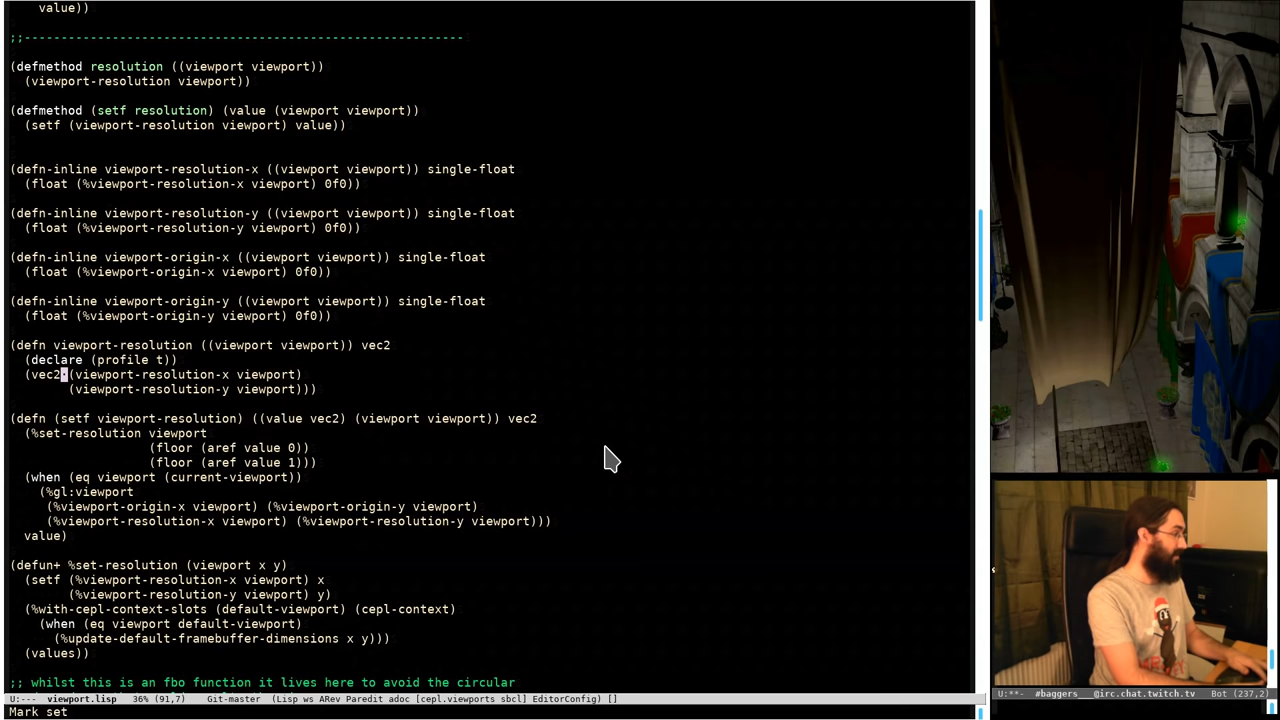 value))
;;------------------------------------------------------------
(defmethod resolution ((viewport viewport))
(viewport-resolution viewport))
(defmethod (setf resolution) (value (viewport viewport))
(setf (viewport-resolution viewport) value))
(defn-inline viewport-resolution-x ((viewport viewport)) single-float
(float (%viewport-resolution-x viewport) 0f0))
(defn-inline viewport-resolution-y ((viewport viewport)) single-float
(float (%viewport-resolution-y viewport) 0f0))
(defn-inline viewport-origin-x ((viewport viewport)) single-float
(float (%viewport-origin-x viewport) 0f0))
(defn-inline viewport-origin-y ((viewport viewport)) single-float
(float (%viewport-origin-y viewport) 0f0))
(defn viewport-resolution ((viewport viewport)) vec2
(declare (profile t))
(vec2 (viewport-resolution-x viewport)
(viewport-resolution-y viewport)))
(defn (setf viewport-resolution) ((value vec2) (viewport viewport)) vec2
(%set-resolution viewport
(floor (aref value 0))
(floor (aref value 1)))
(when (eq viewport (current-viewport))
(%gl:viewport
(%viewport-origin-x viewport) (%viewport-origin-y viewport)
(%viewport-resolution-x viewport) (%viewport-resolution-y viewport)))
value)
(defun+ %set-resolution (viewport x y)
(setf (%viewport-resolution-x viewport) x
(%viewport-resolution-y viewport) y)
(%with-cepl-context-slots (default-viewport) (cepl-context)
(when (eq viewport default-viewport)
(%update-default-framebuffer-dimensions x y)))
(values))
;; whilst this is an fbo function it lives here to avoid the circular
U:--- viewport.lisp 36% (91,7) Git-master (Lisp ws ARev Paredit adoc [cepl.viewports sbcl] EditorConfig) []
Mark set
U:**- #baggers___@irc.chat.twitch.tv Bot (237,2)